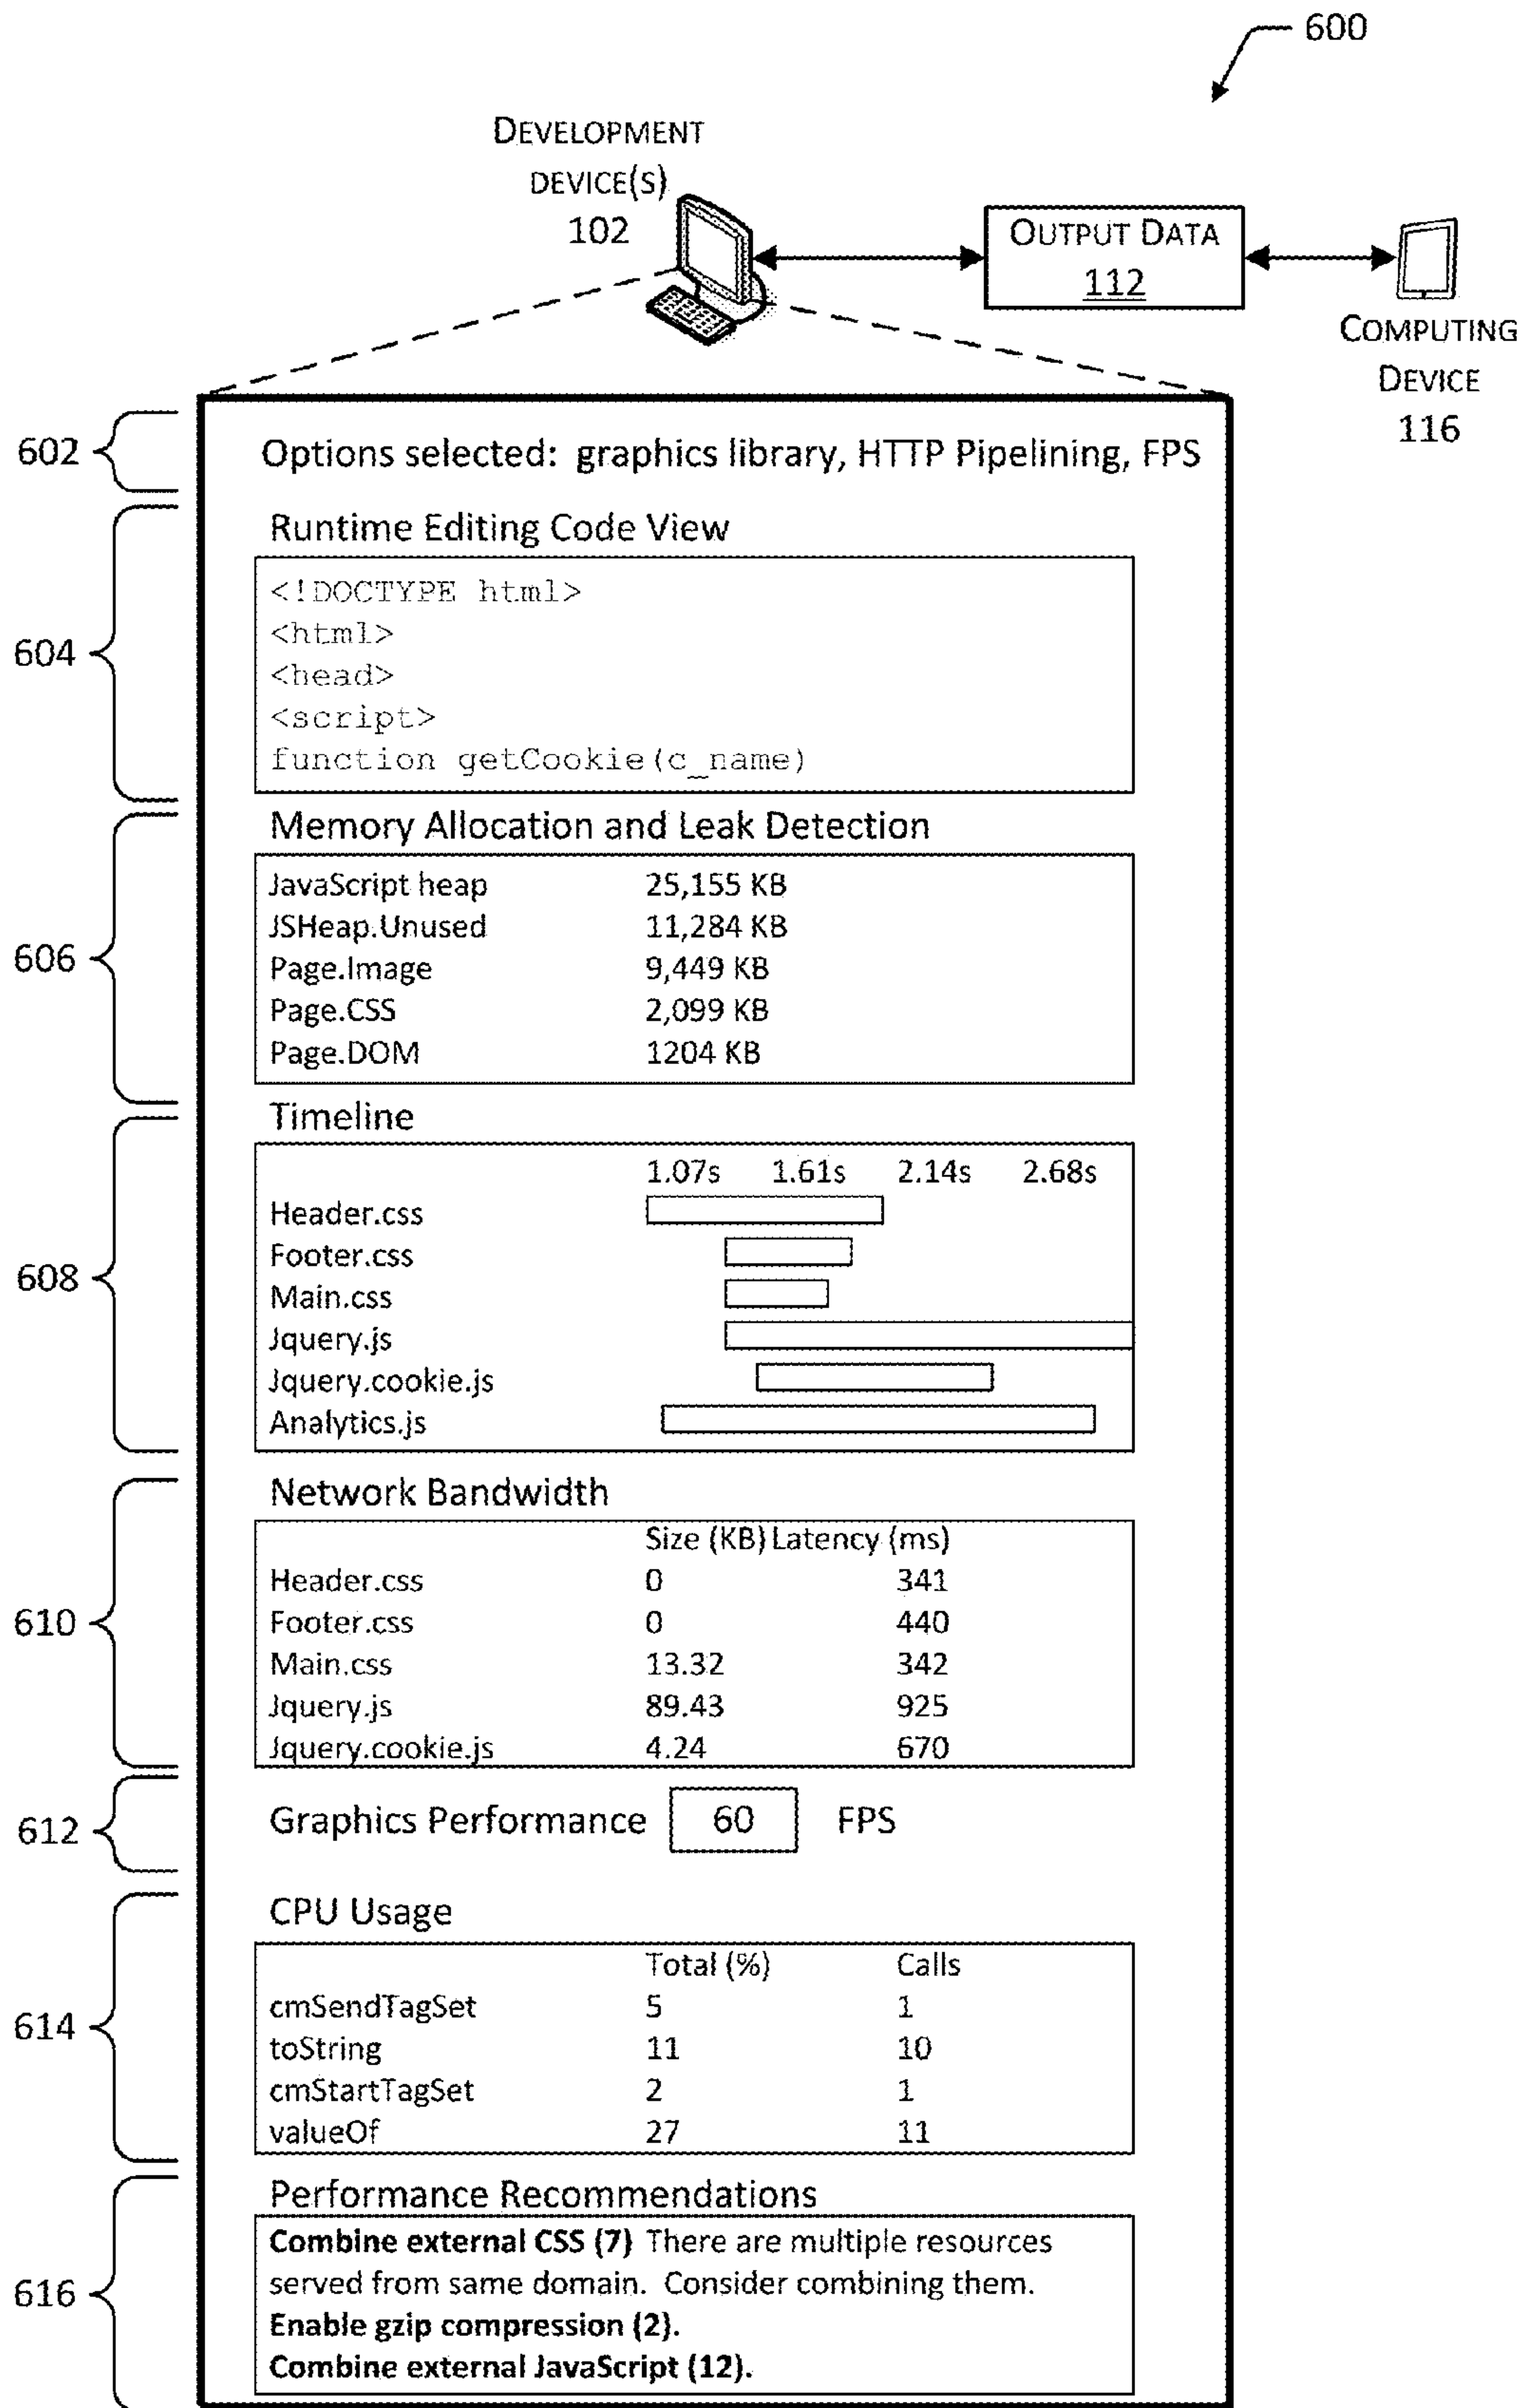 600
DEVELOPMENT
DEVICE(S)
102
OUTPUT DATA
112
COMPUTING
DEVICE
116
602
Options selected: graphics library, HTTP Pipelining, FPS
604
Runtime Editing Code View
<!DOCTYPE html>
<html>
<head>
<script>
function getCookie(c_name)
606
Memory Allocation and Leak Detection
JavaScript heap 25,155 KB
JSHeap.Unused 11,284 KB
Page.Image 9,449 KB
Page.CSS 2,099 KB
Page.DOM 1204 KB
608
Timeline
1.07s 1.61s 2.14s 2.68s
Header.css
Footer.css
Main.css
Jquery.js
Jquery.cookie.js
Analytics.js
610
Network Bandwidth
Size (KB) Latency (ms)
Header.css 0 341
Footer.css 0 440
Main.css 13.32 342
Jquery.js 89.43 925
Jquery.cookie.js 4.24 670
612
Graphics Performance 60 FPS
614
CPU Usage
Total (%) Calls
cmSendTagSet 5 1
toString 11 10
cmStartTagSet 2 1
valueOf 27 11
616
Performance Recommendations
Combine external CSS (7) There are multiple resources
served from same domain. Consider combining them.
Enable gzip compression (2).
Combine external JavaScript (12).